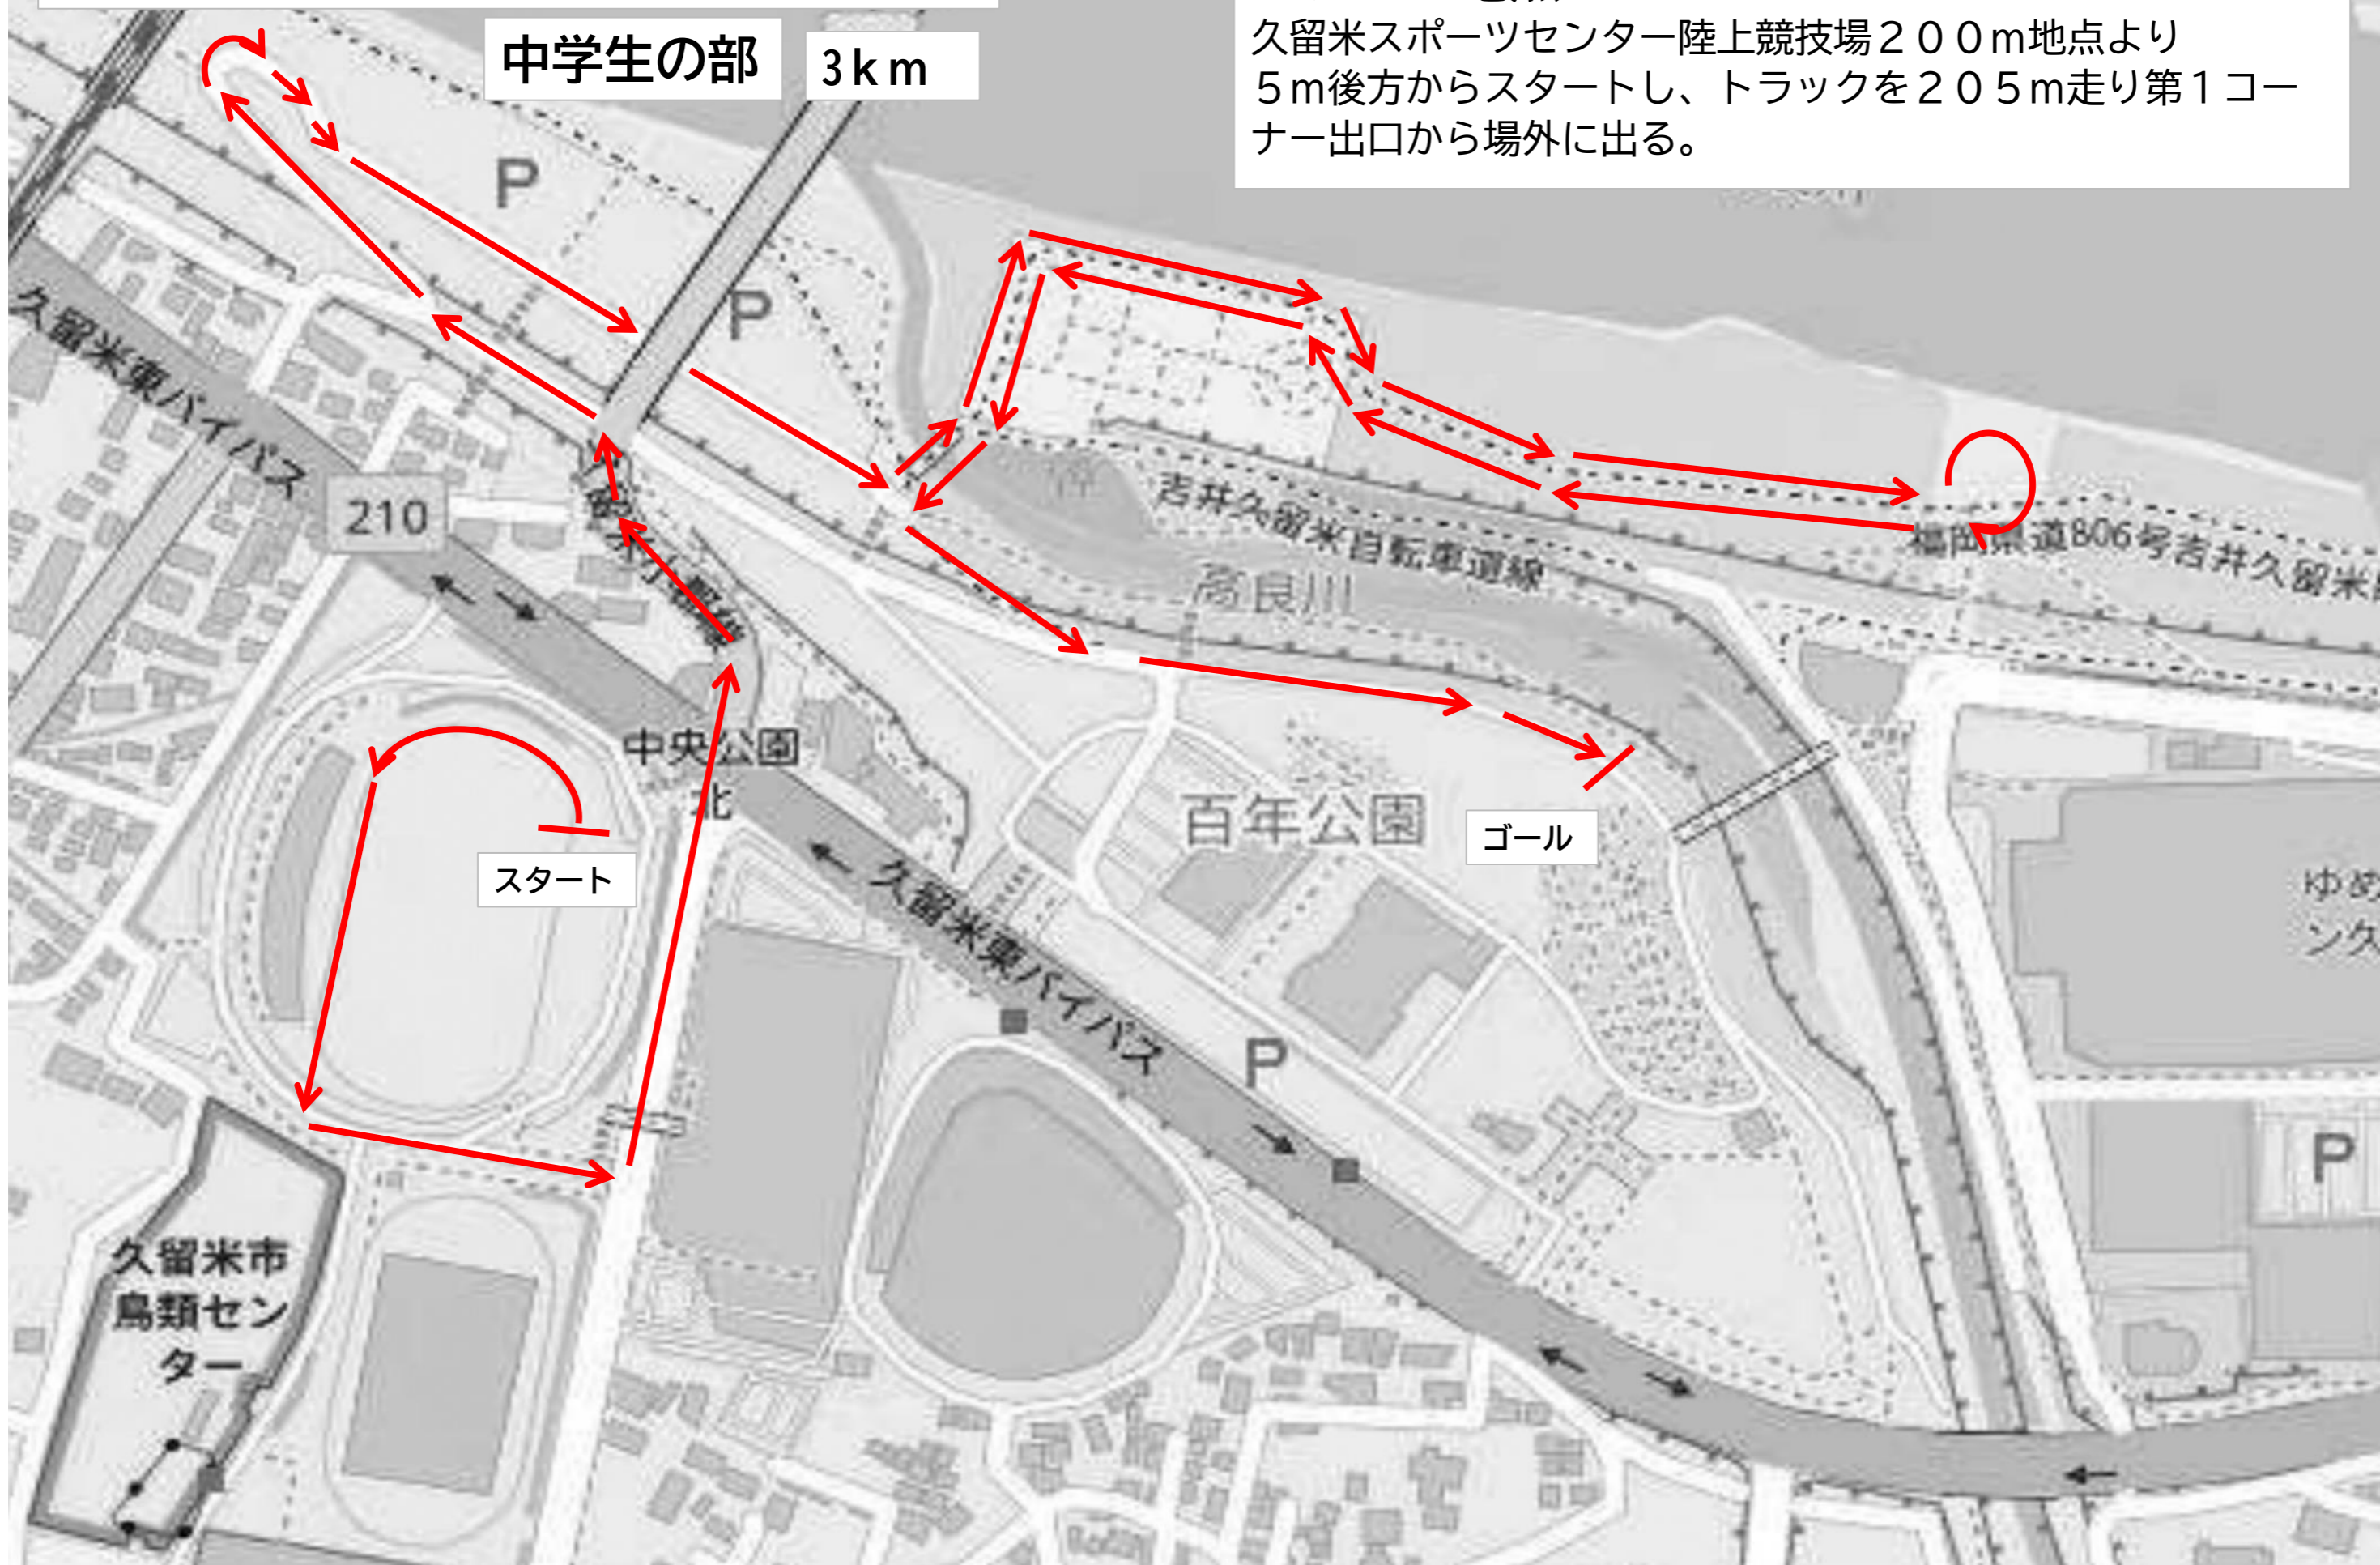 中学生の部
3km
久留米スポーツセンター陸上競技場２００ｍ地点より
５ｍ後方からスタートし、トラックを２０５ｍ走り第１コー
ナー出口から場外に出る。
P
P
久留米東バイパス
210
吉井久留米自転車道線
福岡県道806号吉井久留米
高良川
中央公園
北
百年公園
ゴール
スタート
久留米東バイパス
ゆめ
ン久
P
P
久留米市
鳥類セン
ター